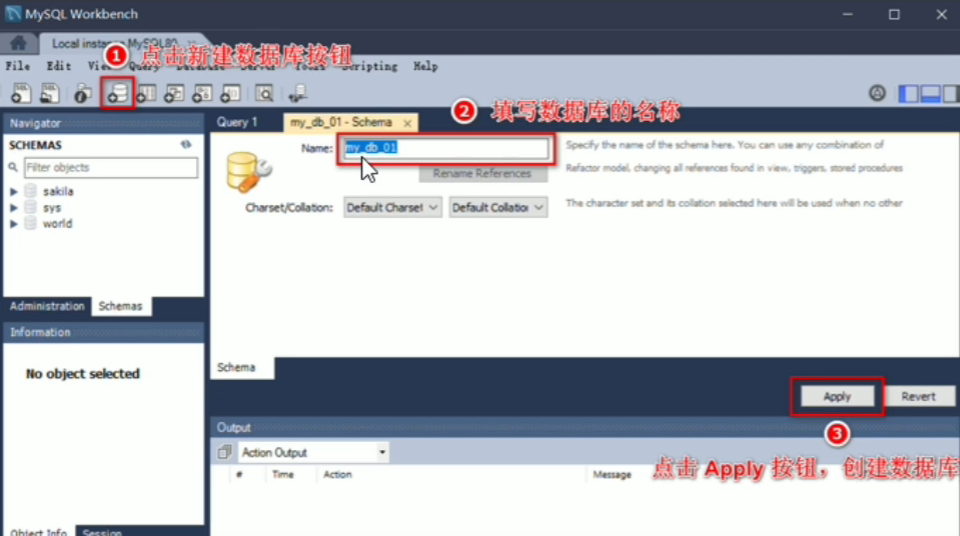 MySQL Workbench
Local instance MySQL80
1 点击新建数据库按钮
File Edit View Query Database Server Tools Scripting Help
Navigator
Query 1
my_db_01 - Schema
2 填写数据库的名称
SCHEMAS
Filter objects
sakila
sys
world
Name: my_db_01
Rename References
Specify the name of the schema here. You can use any combination of
Refactor model, changing all references found in view, triggers, stored procedures
Charset/Collation: Default Charset Default Collation
The character set and its collation selected here will be used when no other
Administration Schemas
Information
No object selected
Schema
Apply Revert
3
点击 Apply 按钮，创建数据库
Output
Action Output
# Time Action Message
Object Info Session